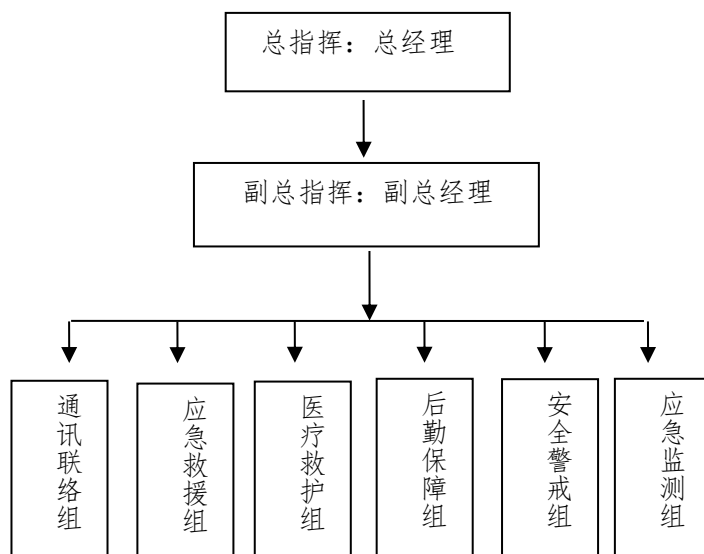 总指挥：总经理
副总指挥：副总经理
通讯联络组
应急救援组
医疗救护组
后勤保障组
安全警戒组
应急监测组